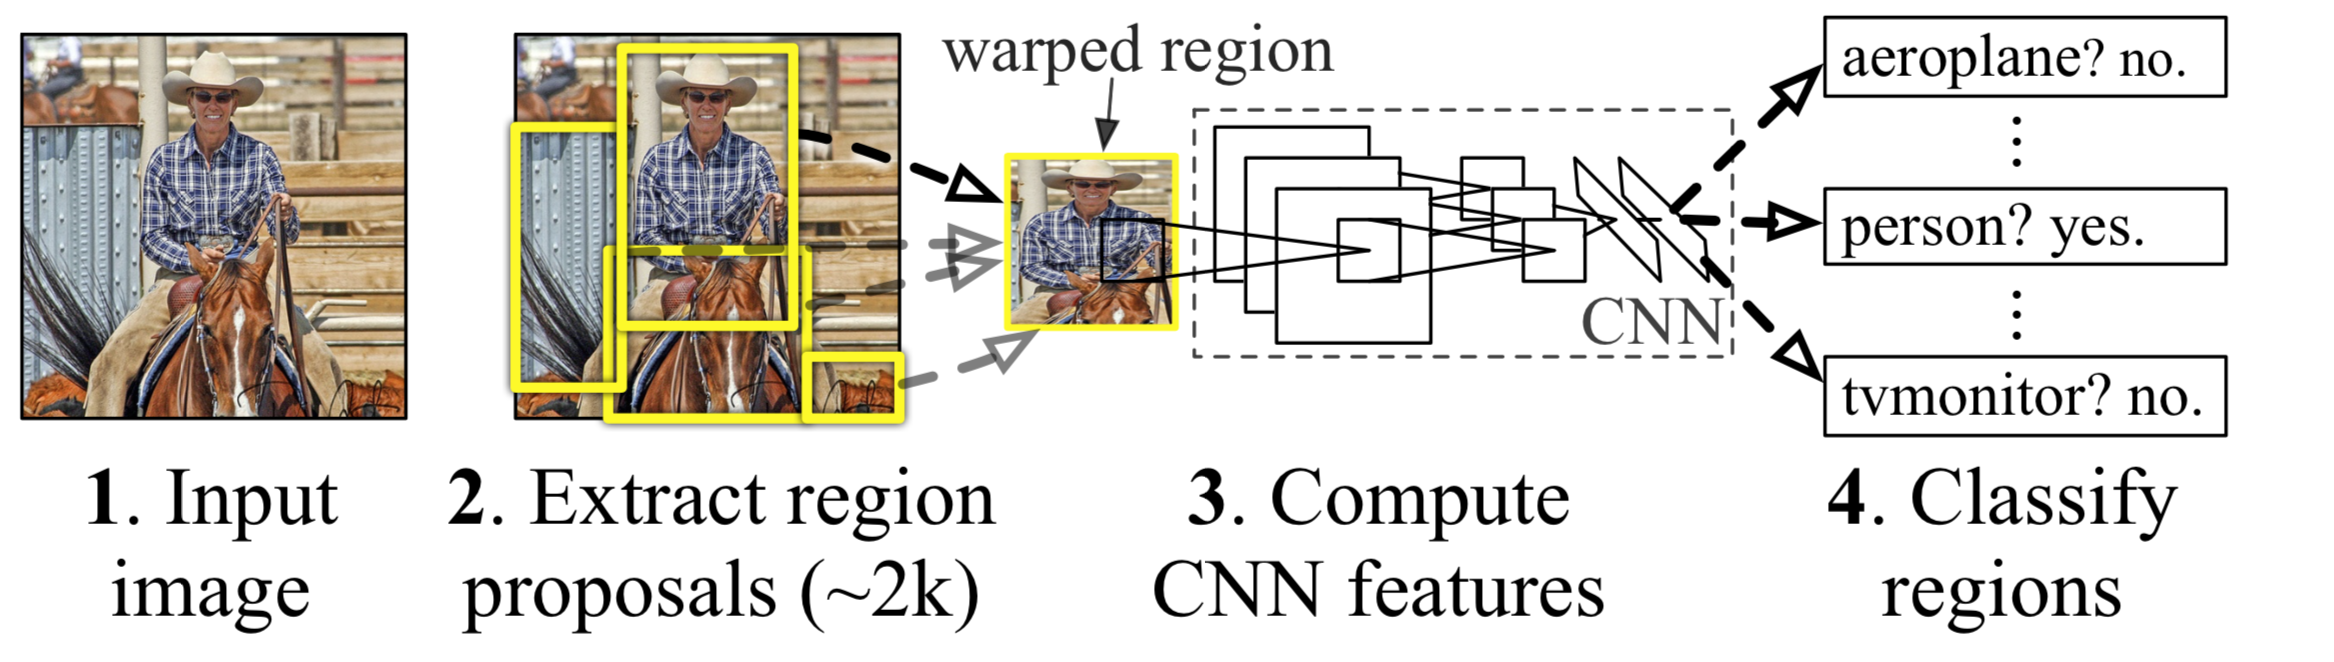 warped region
aeroplane? no.
person? yes.
CNN
tvmonitor? no.
1. Input
image
2. Extract region
proposals (~2k)
3. Compute
CNN features
4. Classify
regions